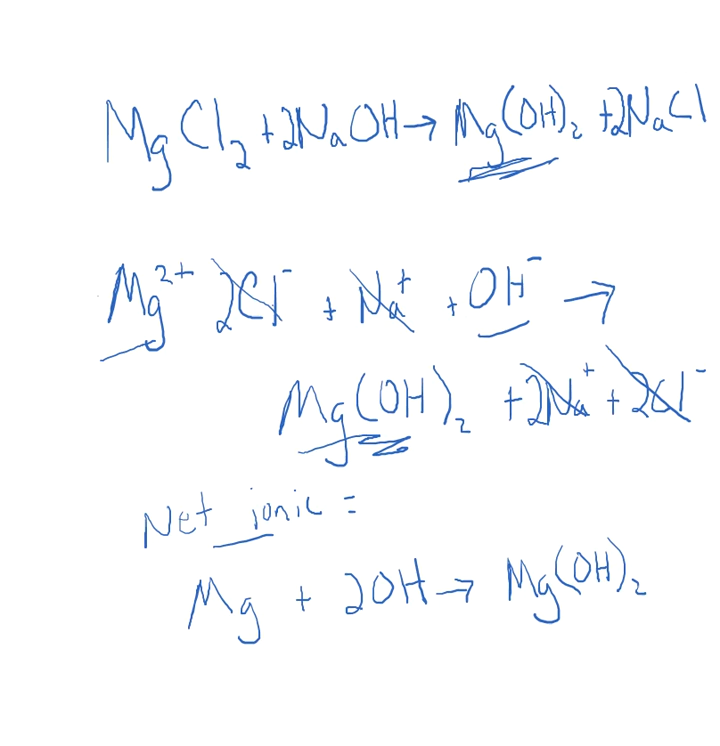 MgCl₂ + 2NaOH → Mg(OH)₂ + 2NaCl
Mg²⁺ 2Cl⁻ + Na⁺ + OH⁻ →
Mg(OH)₂ + 2Na⁺ + 2Cl⁻
Net ionic =
Mg + 2OH → Mg(OH)₂